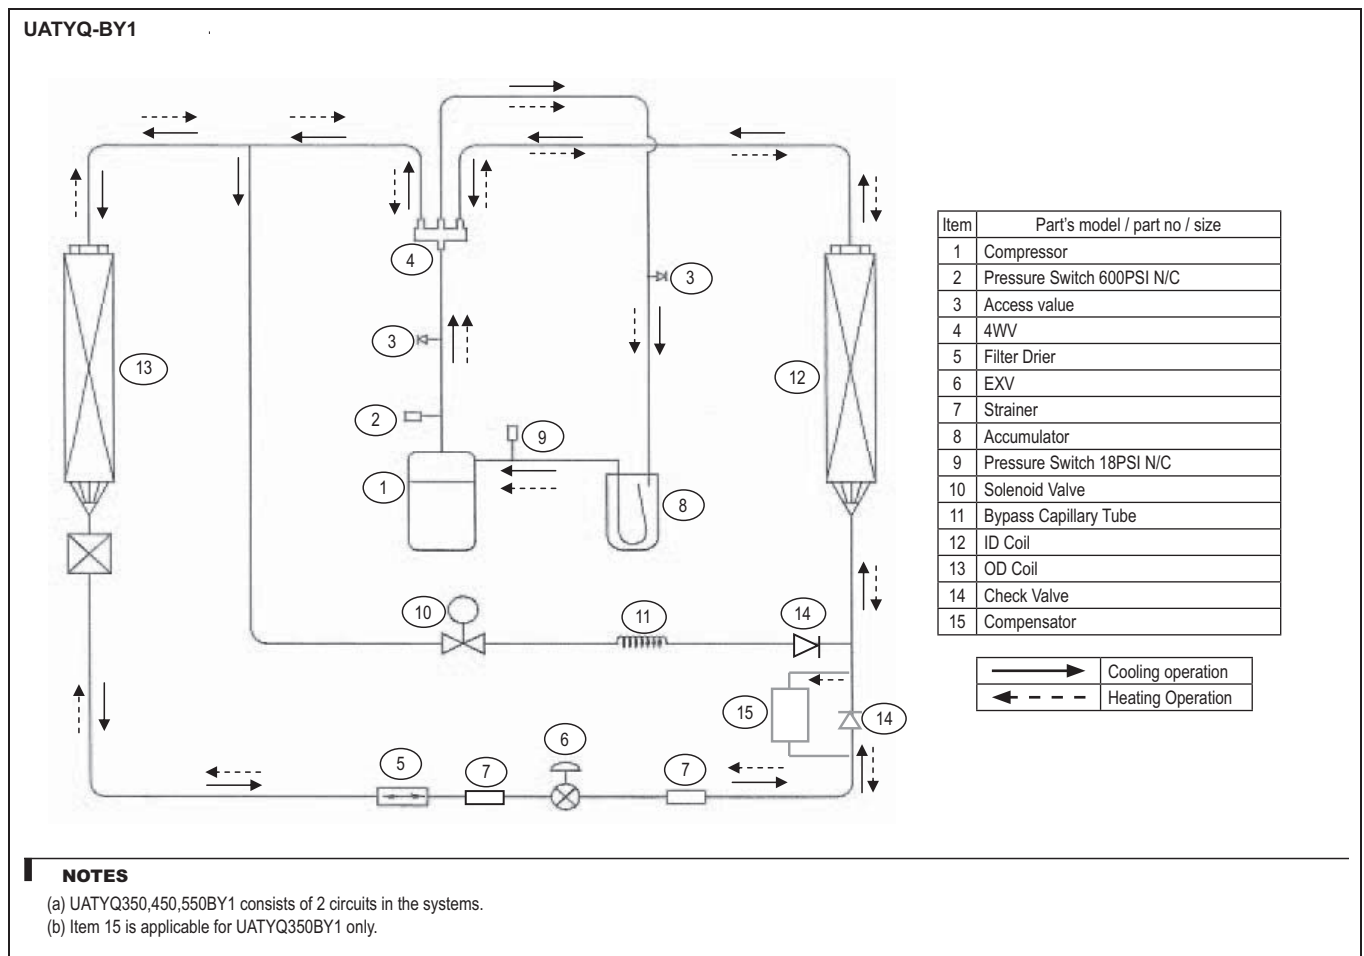 UATYQ-BY1
4
3
3
13
12
2
9
1
8
10
11
14
15
14
6
5
7
7
Item Part's model / part no / size
1 Compressor
2 Pressure Switch 600PSI N/C
3 Access value
4 4WV
5 Filter Drier
6 EXV
7 Strainer
8 Accumulator
9 Pressure Switch 18PSI N/C
10 Solenoid Valve
11 Bypass Capillary Tube
12 ID Coil
13 OD Coil
14 Check Valve
15 Compensator
Cooling operation
Heating Operation
NOTES
(a) UATYQ350,450,550BY1 consists of 2 circuits in the systems.
(b) Item 15 is applicable for UATYQ350BY1 only.